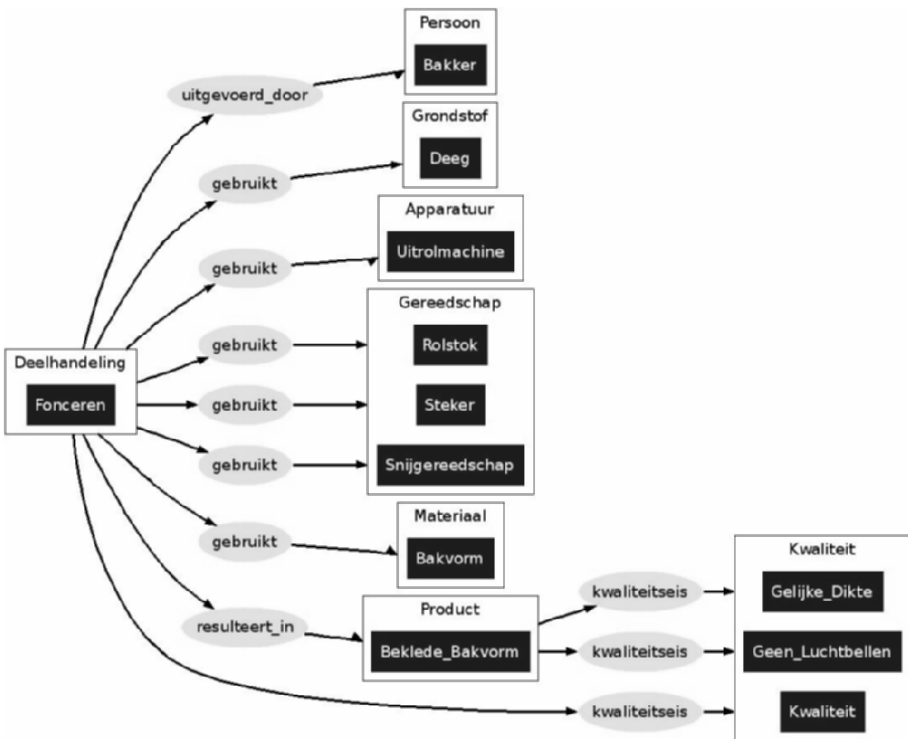 Persoon
Bakker
uitgevoerd_door
Grondstof
Deeg
gebruikt
Apparatuur
Uitrolmachine
gebruikt
Gereedschap
Rolstok
gebruikt
Deelhandeling
Fonceren
gebruikt
Steker
gebruikt
Snijgereedschap
Materiaal
gebruikt
Bakvorm
Kwaliteit
kwaliteitseis
Gelijke_Dikte
Product
resulteert_in
Beklede_Bakvorm
kwaliteitseis
Geen_Luchtbellen
kwaliteitseis
Kwaliteit